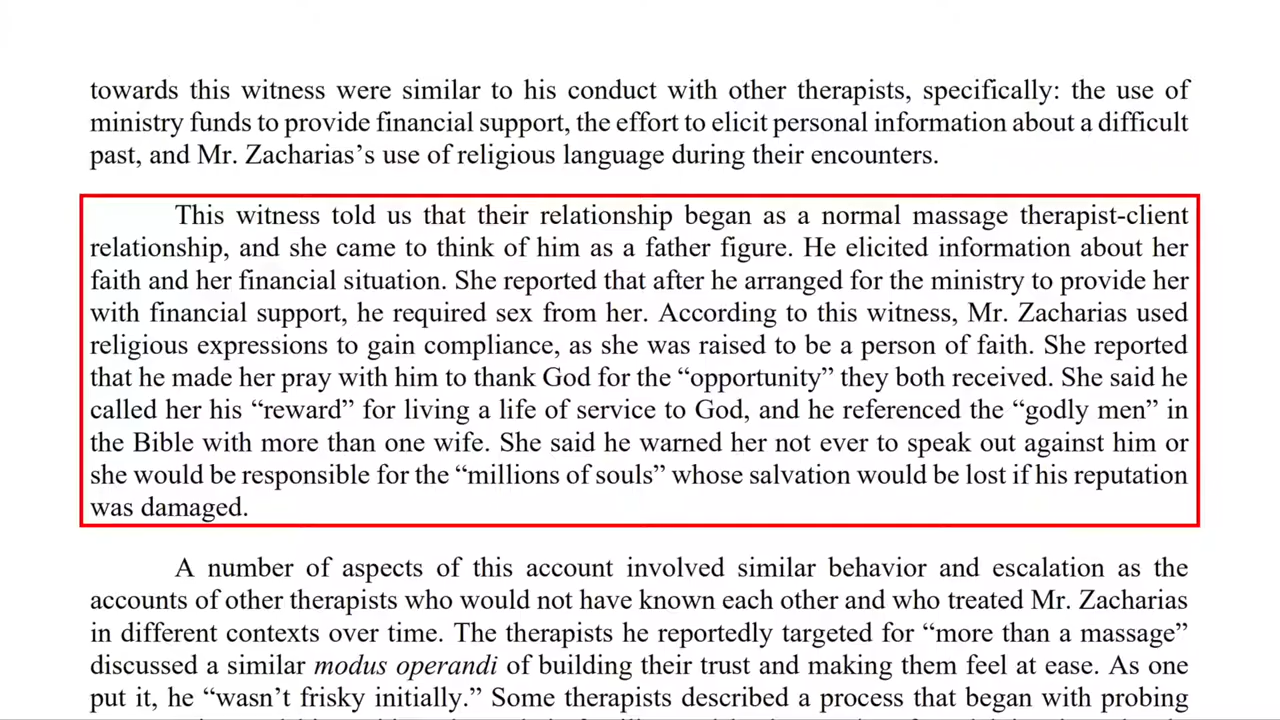 towards this witness were similar to his conduct with other therapists, specifically: the use of
ministry funds to provide financial support, the effort to elicit personal information about a difficult
past, and Mr. Zacharias’s use of religious language during their encounters.
This witness told us that their relationship began as a normal massage therapist-client
relationship, and she came to think of him as a father figure. He elicited information about her
faith and her financial situation. She reported that after he arranged for the ministry to provide her
with financial support, he required sex from her. According to this witness, Mr. Zacharias used
religious expressions to gain compliance, as she was raised to be a person of faith. She reported
that he made her pray with him to thank God for the “opportunity” they both received. She said he
called her his “reward” for living a life of service to God, and he referenced the “godly men” in
the Bible with more than one wife. She said he warned her not ever to speak out against him or
she would be responsible for the “millions of souls” whose salvation would be lost if his reputation
was damaged.
A number of aspects of this account involved similar behavior and escalation as the
accounts of other therapists who would not have known each other and who treated Mr. Zacharias
in different contexts over time. The therapists he reportedly targeted for “more than a massage”
discussed a similar modus operandi of building their trust and making them feel at ease. As one
put it, he “wasn’t frisky initially.” Some therapists described a process that began with probing